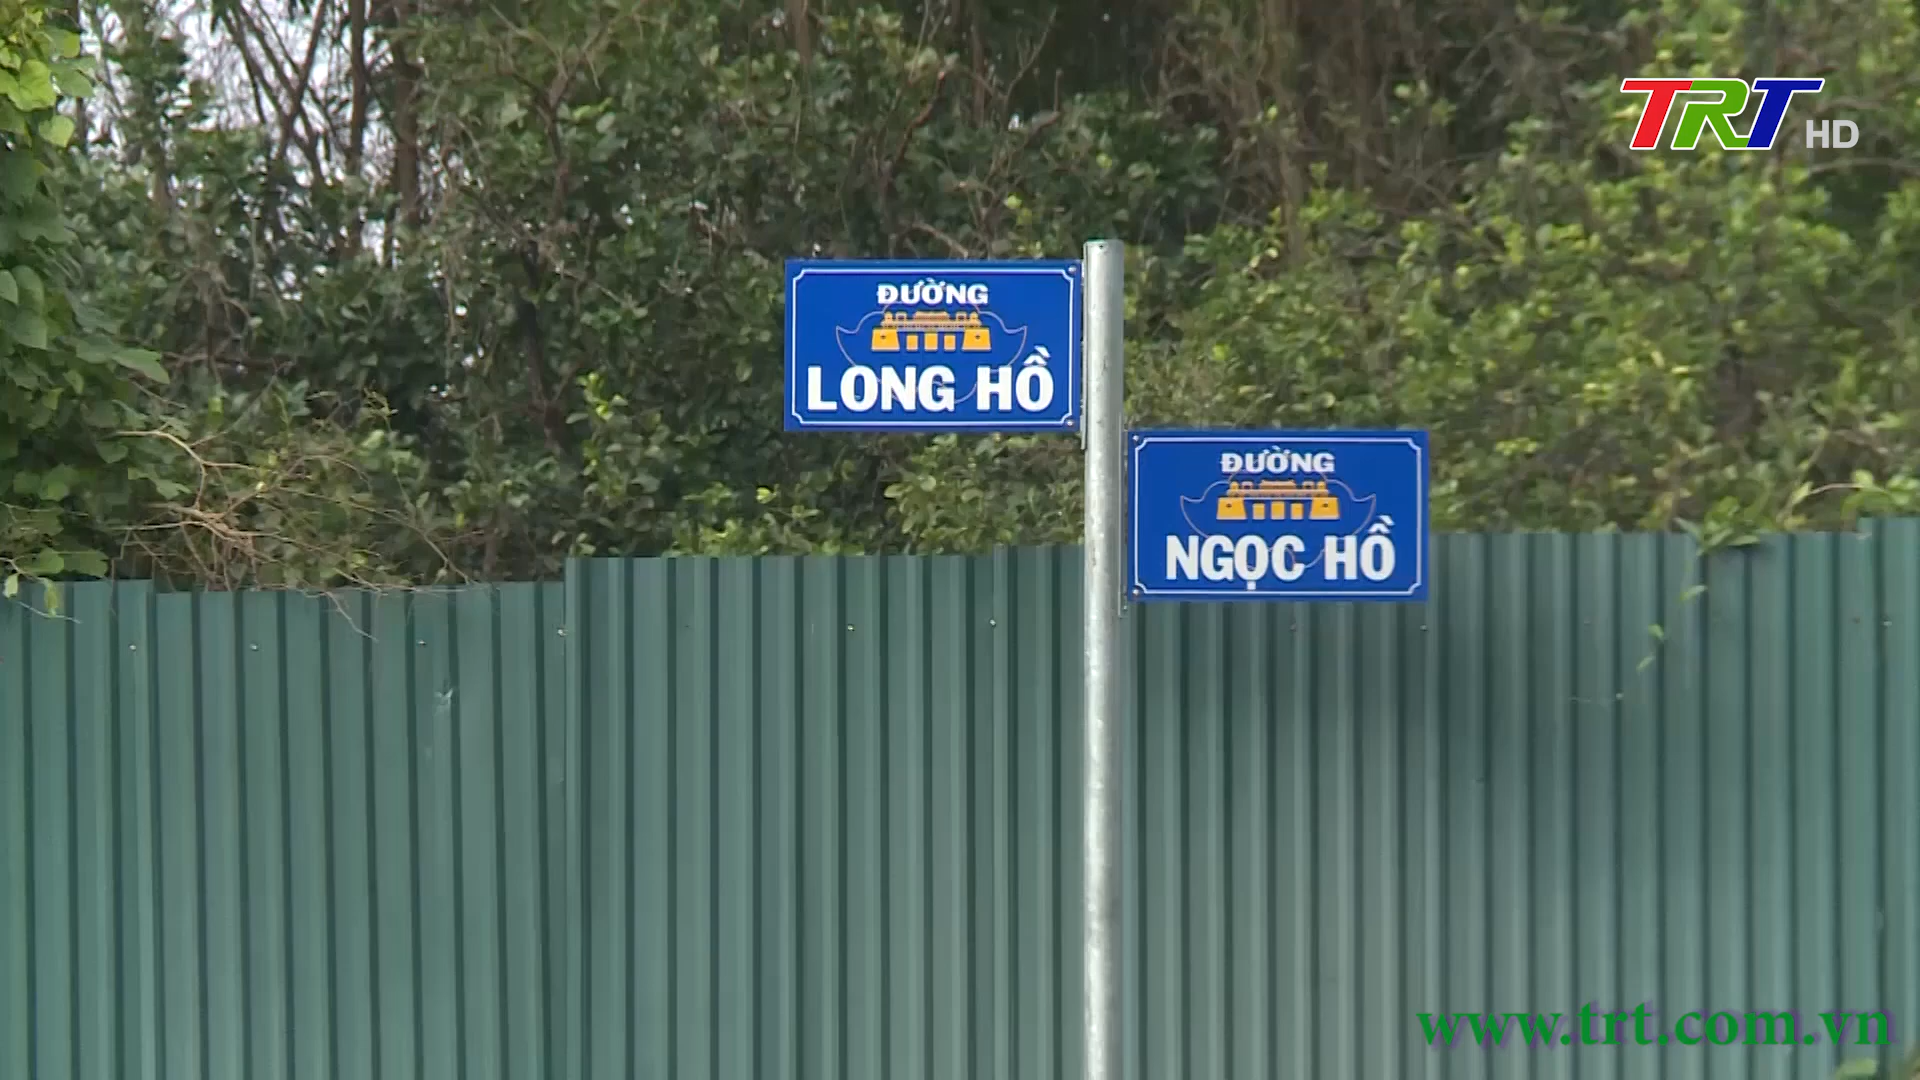 TRT HD
ĐƯỜNG
LONG HỒ
ĐƯỜNG
NGỌC HỒ
www.trt.com.vn